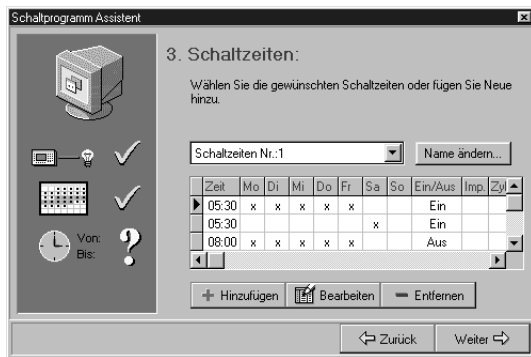 Schaltprogramm Assistent
3. Schaltzeiten:
Wählen Sie die gewünschten Schaltzeiten oder fügen Sie Neue
hinzu.
Schaltzeiten Nr.:1
Name ändern...
Zeit Mo Di Mi Do Fr Sa So Ein/Aus Imp. Zyl
05:30 x x x x x Ein
05:30 x Ein
08:00 x x x x x Aus
Von:
Bis:
Hinzufügen Bearbeiten Entfernen
Zurück Weiter